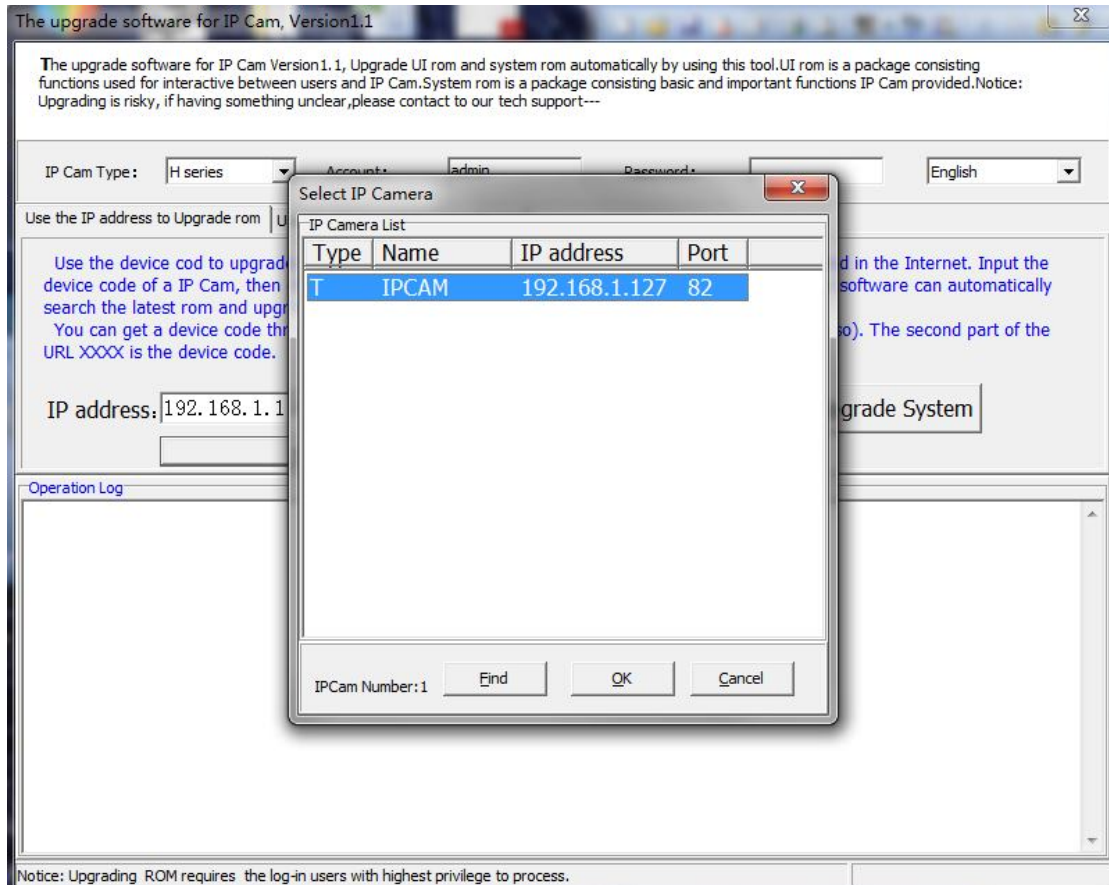 The upgrade software for IP Cam, Version1.1
The upgrade software for IP Cam Version1.1, Upgrade UI rom and system rom automatically by using this tool.UI rom is a package consisting
functions used for interactive between users and IP Cam.System rom is a package consisting basic and important functions IP Cam provided.Notice:
Upgrading is risky, if having something unclear,please contact to our tech support---
IP Cam Type: H series Account: admin Password: English
Select IP Camera
Use the IP address to Upgrade rom U
IP Camera List
Type Name IP address Port
Use the device cod to upgrad d in the Internet. Input the
T IPCAM 192.168.1.127 82
device code of a IP Cam, then software can automatically
search the latest rom and upgr
You can get a device code thr so). The second part of the
URL XXXX is the device code.
IP address: 192.168.1.1 grade System
Operation Log
IPCam Number:1 Find OK Cancel
Notice: Upgrading ROM requires the log-in users with highest privilege to process.